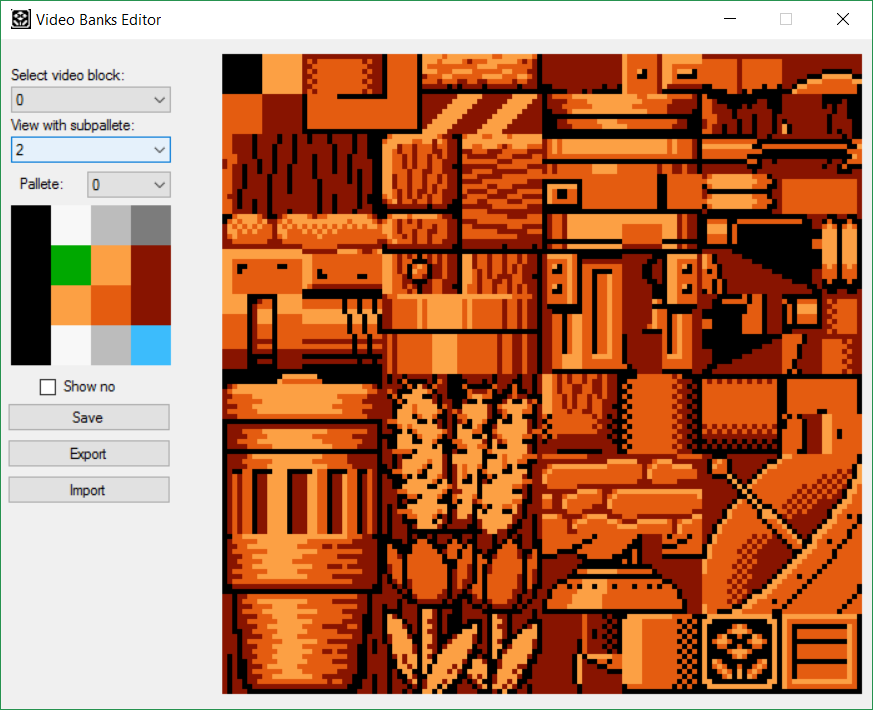 Video Banks Editor
Select video block:
0
View with subpallete:
2
Pallete:
0
Show no
Save
Export
Import